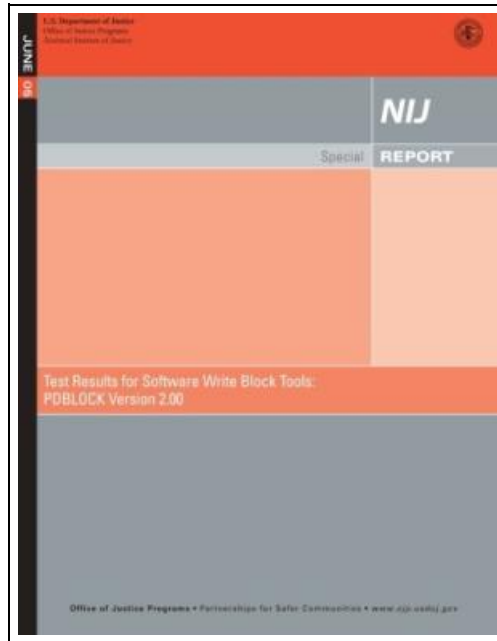 U.S. Department of Justice
Office of Justice Programs
National Institute of Justice
JUNE 05
NIJ
Special REPORT
Test Results for Software Write Block Tools:
PDBLOCK Version 2.00
Office of Justice Programs • Partnerships for Safer Communities • www.ojp.usdoj.gov